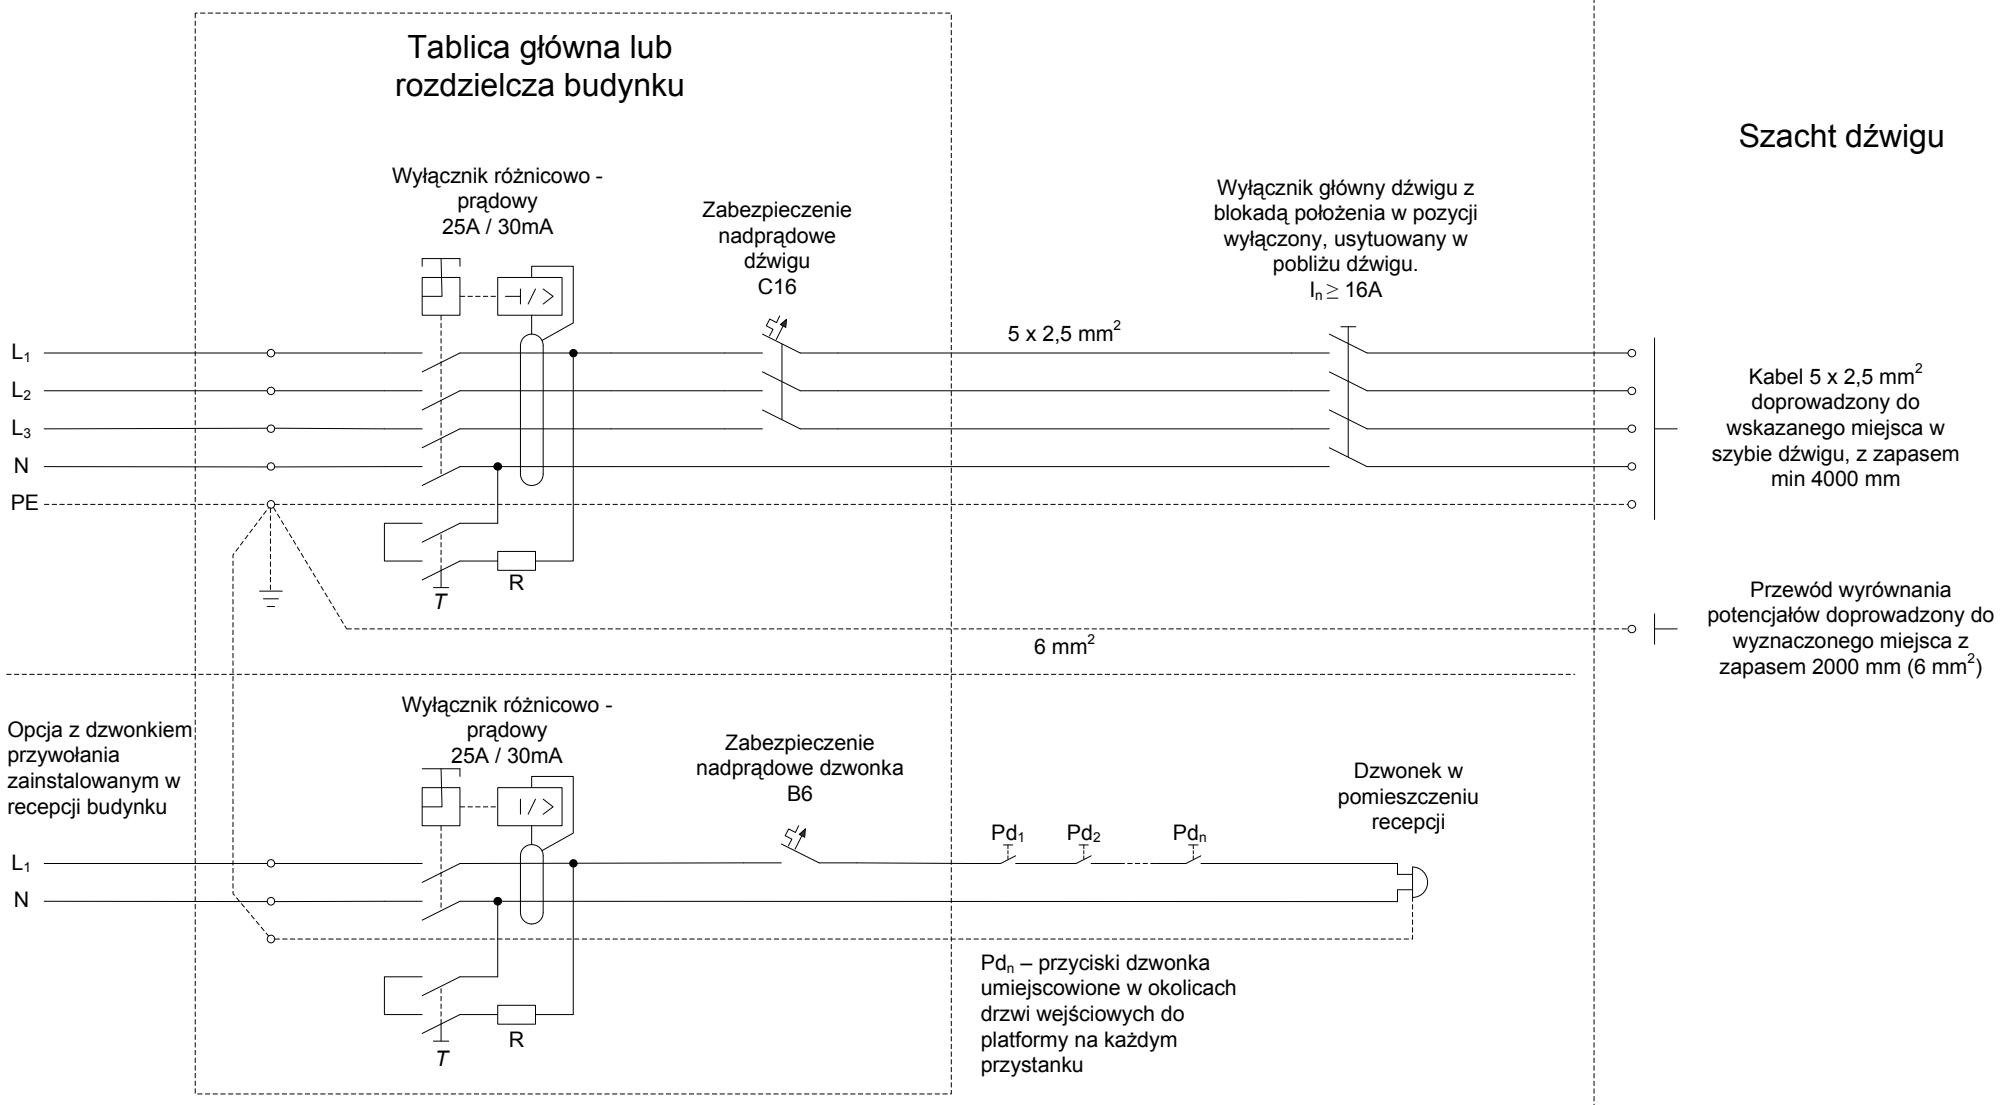 Tablica główna lub
rozdzielcza budynku
Szacht dźwigu
Wyłącznik różnicowo -
prądowy
25A / 30mA
Zabezpieczenie
nadprądowe
dźwigu
C16
Wyłącznik główny dźwigu z
blokadą położenia w pozycji
wyłączony, usytuowany w
pobliżu dźwigu.
Iₙ ≥ 16A
5 x 2,5 mm²
L₁
L₂
L₃
N
PE
I / >
R
T
6 mm²
Kabel 5 x 2,5 mm²
doprowadzony do
wskazanego miejsca w
szybie dźwigu, z zapasem
min 4000 mm
Przewód wyrównania
potencjałów doprowadzony do
wyznaczonego miejsca z
zapasem 2000 mm (6 mm²)
Opcja z dzwonkiem
przywołania
zainstalowanym w
recepcji budynku
Wyłącznik różnicowo -
prądowy
25A / 30mA
Zabezpieczenie
nadprądowe dzwonka
B6
Dzwonek w
pomieszczeniu
recepcji
Pd₁ Pd₂ Pdₙ
L₁
N
I / >
R
T
Pdₙ – przyciski dzwonka
umiejscowione w okolicach
drzwi wejściowych do
platformy na każdym
przystanku